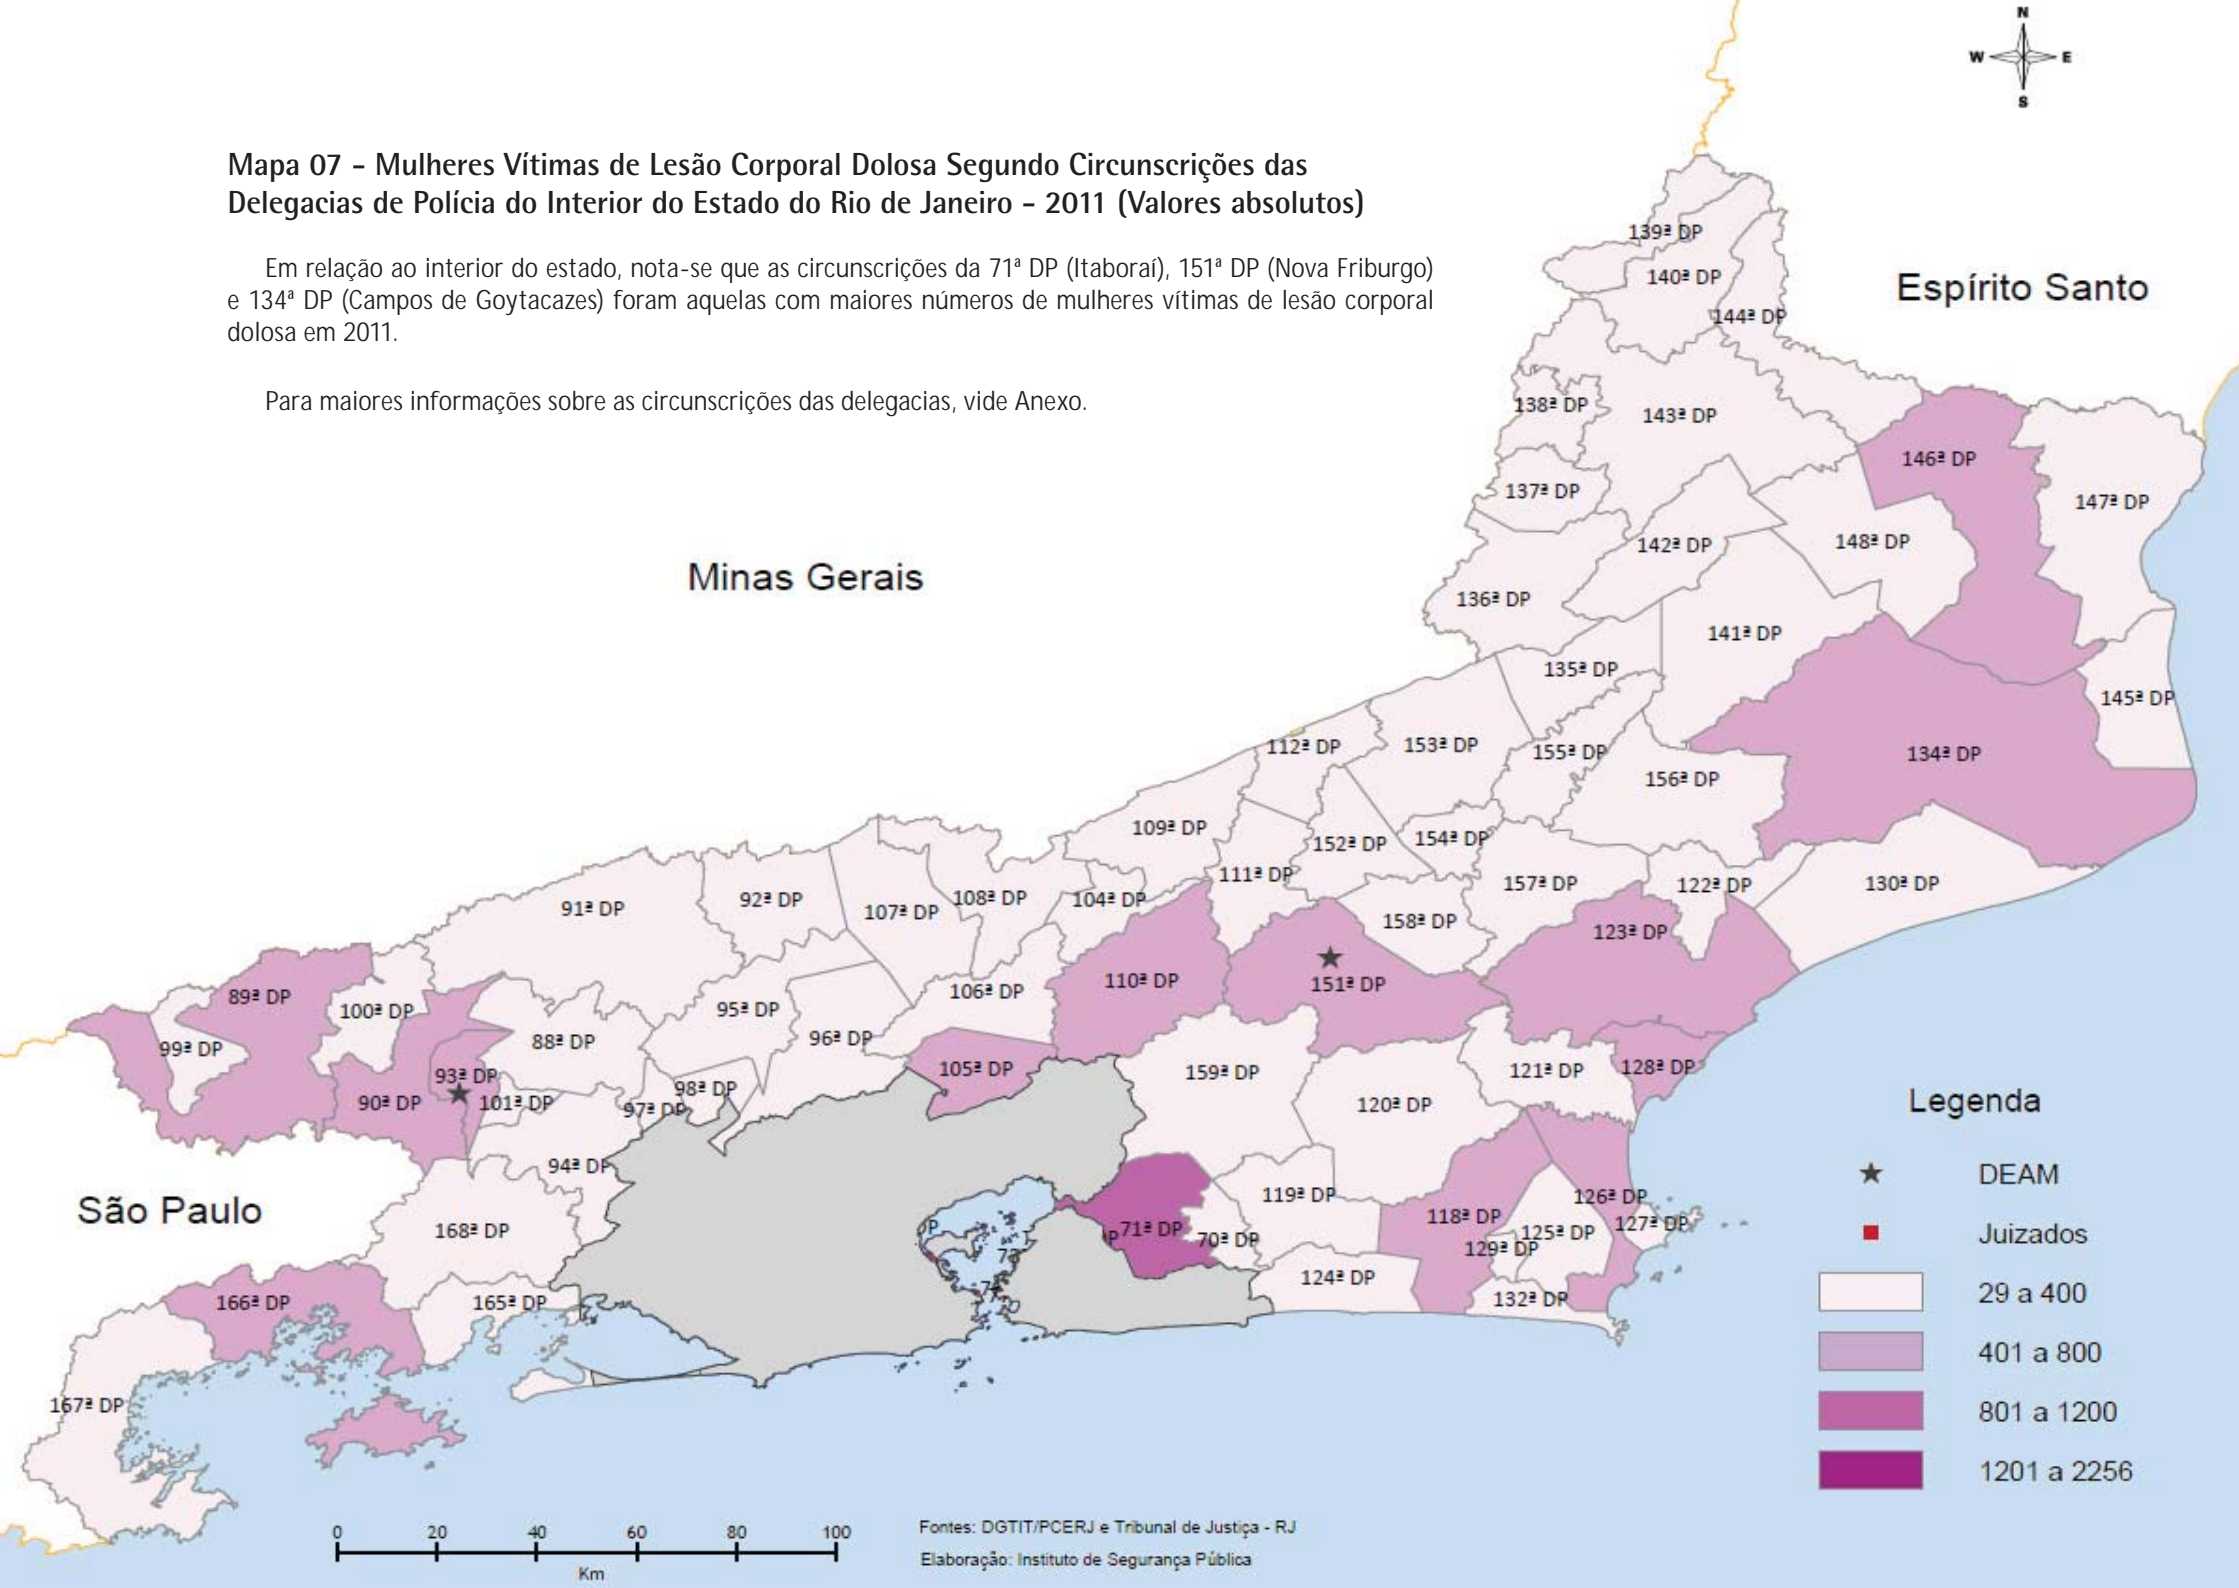 N
W E
S
Mapa 07 - Mulheres Vítimas de Lesão Corporal Dolosa Segundo Circunscrições das
Delegacias de Polícia do Interior do Estado do Rio de Janeiro - 2011 (Valores absolutos)
Em relação ao interior do estado, nota-se que as circunscrições da 71ª DP (Itaboraí), 151ª DP (Nova Friburgo)
e 134ª DP (Campos de Goytacazes) foram aquelas com maiores números de mulheres vítimas de lesão corporal
dolosa em 2011.
Para maiores informações sobre as circunscrições das delegacias, vide Anexo.
Espírito Santo
Minas Gerais
São Paulo
139ª DP
140ª DP
144ª DP
138ª DP
143ª DP
146ª DP
137ª DP
147ª DP
142ª DP
148ª DP
136ª DP
141ª DP
135ª DP
145ª DP
112ª DP
153ª DP
155ª DP
134ª DP
156ª DP
109ª DP
152ª DP
154ª DP
111ª DP
157ª DP
122ª DP
130ª DP
91ª DP
92ª DP
107ª DP
108ª DP
104ª DP
158ª DP
123ª DP
110ª DP
151ª DP
89ª DP
100ª DP
95ª DP
106ª DP
99ª DP
88ª DP
96ª DP
105ª DP
159ª DP
121ª DP
128ª DP
93ª DP
90ª DP
101ª DP
97ª DP
98ª DP
120ª DP
94ª DP
119ª DP
118ª DP
126ª DP
127ª DP
125ª DP
129ª DP
168ª DP
71ª DP
70ª DP
124ª DP
132ª DP
166ª DP
165ª DP
167ª DP
Legenda
DEAM
Juizados
29 a 400
401 a 800
801 a 1200
1201 a 2256
0 20 40 60 80 100
Km
Fontes: DGTIT/PCERJ e Tribunal de Justiça - RJ
Elaboração: Instituto de Segurança Pública